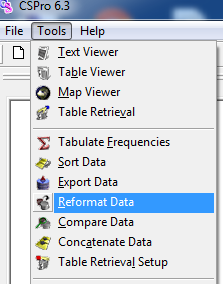 CSPro 6.3
File Tools Help
Text Viewer
Table Viewer
Map Viewer
Table Retrieval
Tabulate Frequencies
Sort Data
Export Data
Reformat Data
Compare Data
Concatenate Data
Table Retrieval Setup